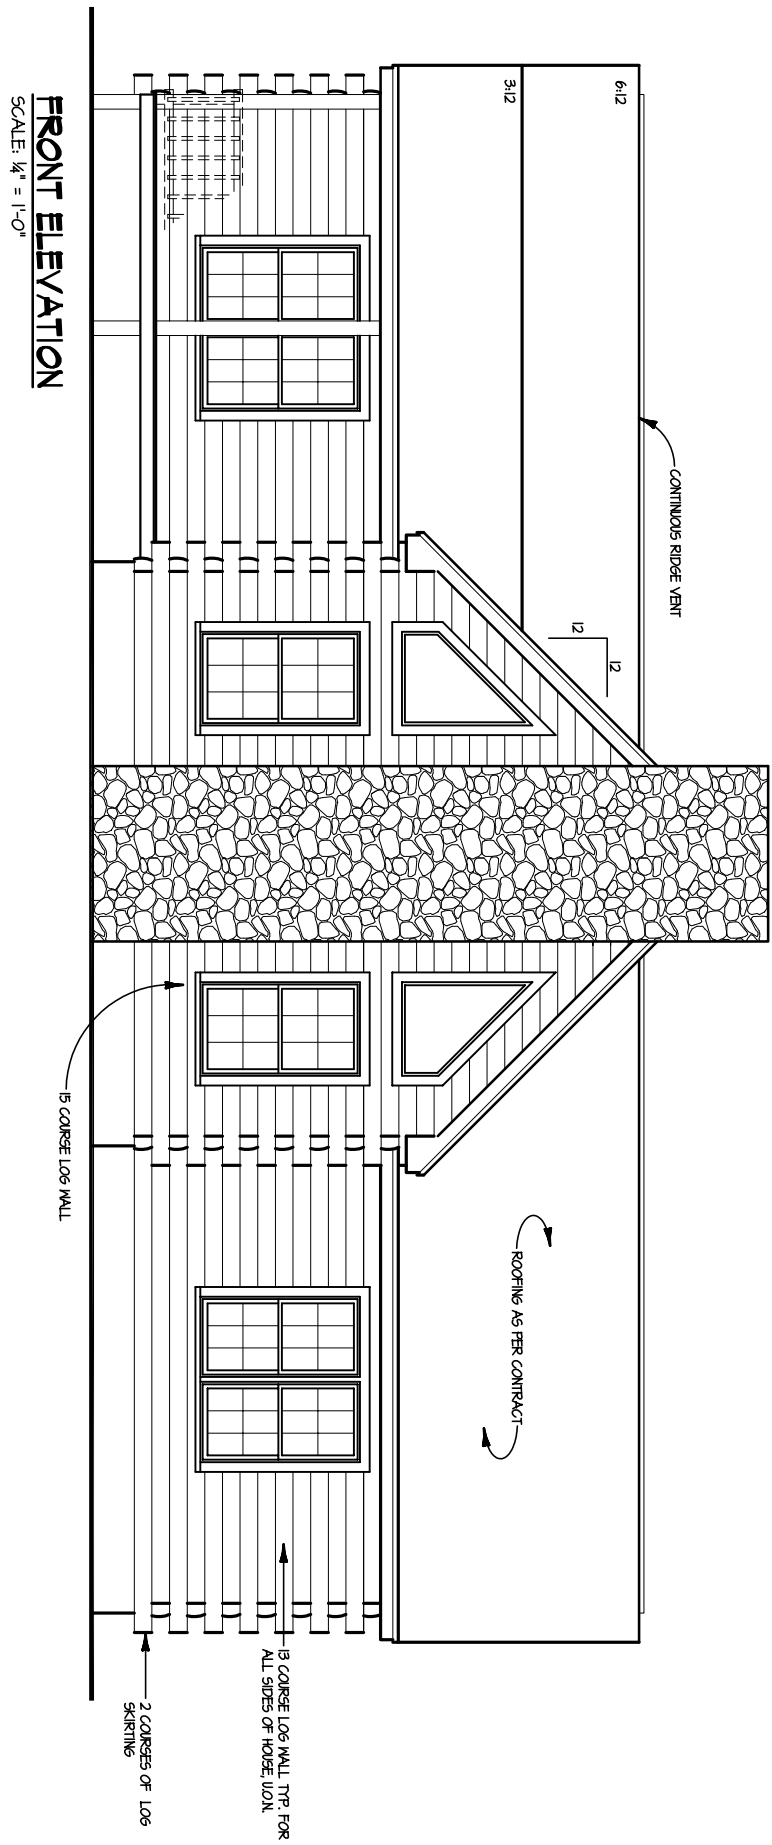 CONTINUOUS RIDGE VENT
6:12
3:12
12
12
ROOFING AS PER CONTRACT
13 COURSE LOG WALL TYP. FOR
ALL SIDES OF HOUSE, U.O.N.
2 COURSES OF LOG
SKIRTING
15 COURSE LOG WALL
FRONT ELEVATION
SCALE: ¼" = 1'-0"